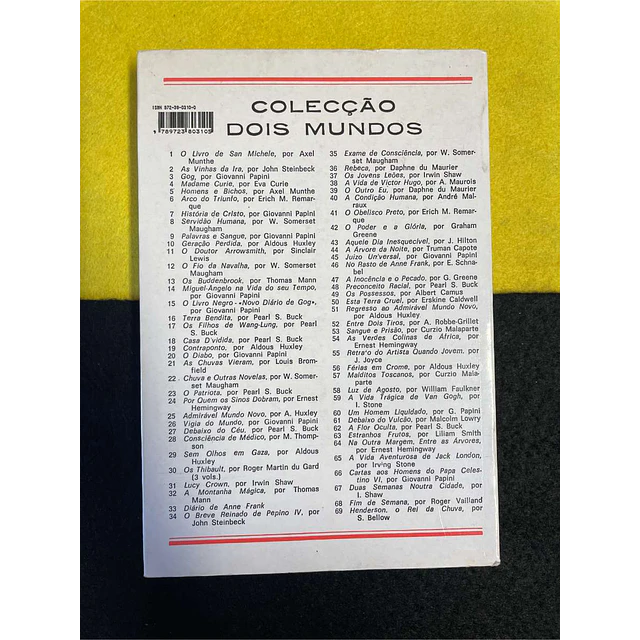 ISBN 972-38-0310-0
9789723803105
COLECÇÃO
DOIS MUNDOS
1 O Livro de San Michele, por Axel
Munthe
2 As Vinhas da Ira, por John Steinbeck
3 Gog, por Giovanni Papini
4 Madame Curie, por Eva Curie
5 Homens e Bichos, por Axel Munthe
6 Arco do Triunfo, por Erich M. Remar-
que
7 História de Cristo, por Giovanni Papini
8 Servidão Humana, por W. Somerset
Maugham
9 Palavras e Sangue, por Giovanni Papini
10 Geração Perdida, por Aldous Huxley
11 O Doutor Arrowsmith, por Sinclair
Lewis
12 O Fio da Navalha, por W. Somerset
Maugham
13 Os Buddenbrook, por Thomas Mann
14 Miguel-Ângelo na Vida do seu Tempo,
por Giovanni Papini
15 O Livro Negro - «Novo Diário de Gog»,
por Giovanni Papini
16 Terra Bendita, por Pearl S. Buck
17 Os Filhos de Wang-Lung, por Pearl
S. Buck
18 Casa Dividida, por Pearl S. Buck
19 Contraponto, por Aldous Huxley
20 O Diabo, por Giovanni Papini
21 As Chuvas Vieram, por Louis Brom-
field
22 Chuva e Outras Novelas, por W. Somer-
set Maugham
23 O Patriota, por Pearl S. Buck
24 Por Quem os Sinos Dobram, por Ernest
Hemingway
25 Admirável Mundo Novo, por A. Huxley
26 Vigia do Mundo, por Giovanni Papini
27 Debaixo do Céu, por Pearl S. Buck
28 Consciência de Médico, por M. Thomp-
son
29 Sem Olhos em Gaza, por Aldous
Huxley
30 Os Thibault, por Roger Martin du Gard
(3 vols.)
31 Lucy Crown, por Irwin Shaw
32 A Montanha Mágica, por Thomas
Mann
33 Diário de Anne Frank
34 O Breve Reinado de Pepino IV, por
John Steinbeck
35 Exame de Consciência, por W. Somer-
set Maugham
36 Rebeca, por Daphne du Maurier
37 Os Jovens Leões, por Irwin Shaw
38 A Vida de Victor Hugo, por A. Maurois
39 O Outro Eu, por Daphne du Maurier
40 A Condição Humana, por André Mal-
raux
41 O Obelisco Preto, por Erich M. Remar-
que
42 O Poder e a Glória, por Graham
Greene
43 Aquele Dia Inesquecível, por J. Hilton
44 A Árvore da Noite, por Truman Capote
45 Juízo Universal, por Giovanni Papini
46 No Rasto de Anne Frank, por E. Schna-
bel
47 A Inocência e o Pecado, por G. Greene
48 Preconceito Racial, por Pearl S. Buck
49 Os Possessos, por Albert Camus
50 Esta Terra Cruel, por Erskine Caldwell
51 Regresso ao Admirável Mundo Novo,
por Aldous Huxley
52 Entre Dois Tiros, por A. Robbe-Grillet
53 Sangue e Prisão, por Curzio Malaparte
54 As Verdes Colinas de África, por
Ernest Hemingway
55 Retrato do Artista Quando Jovem, por
J. Joyce
56 Férias em Crome, por Aldous Huxley
57 Malditos Toscanos, por Curzio Mala-
parte
58 Luz de Agosto, por William Faulkner
59 A Vida Trágica de Van Gogh, por
I. Stone
60 Um Homem Liquidado, por G. Papini
61 Debaixo do Vulcão, por Malcolm Lowry
62 A Flor Oculta, por Pearl S. Buck
63 Estranhos Frutos, por Liliam Smith
64 Na Outra Margem, Entre as Árvores,
por Ernest Hemingway
65 A Vida Aventurosa de Jack London,
por Irving Stone
66 Cartas aos Homens do Papa Celes-
tino VI, por Giovanni Papini
67 Duas Semanas Noutra Cidade, por
I. Shaw
68 Fim de Semana, por Roger Vailland
69 Henderson, o Rei da Chuva, por
S. Bellow